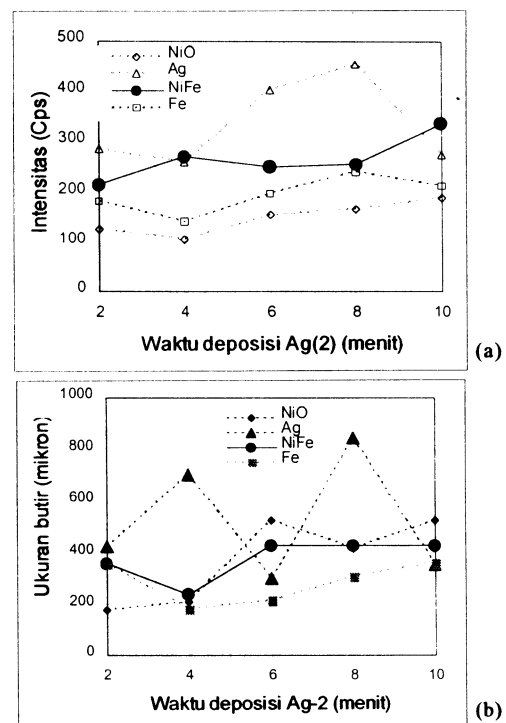 500
400
300
200
100
0
Intensitas (Cps)
NiO
Ag
NiFe
Fe
2 4 6 8 10
Waktu deposisi Ag(2) (menit)
(a)
1000
800
600
400
200
0
Ukuran butir (mikron)
NiO
Ag
NiFe
Fe
2 4 6 8 10
Waktu deposisi Ag-2 (menit)
(b)